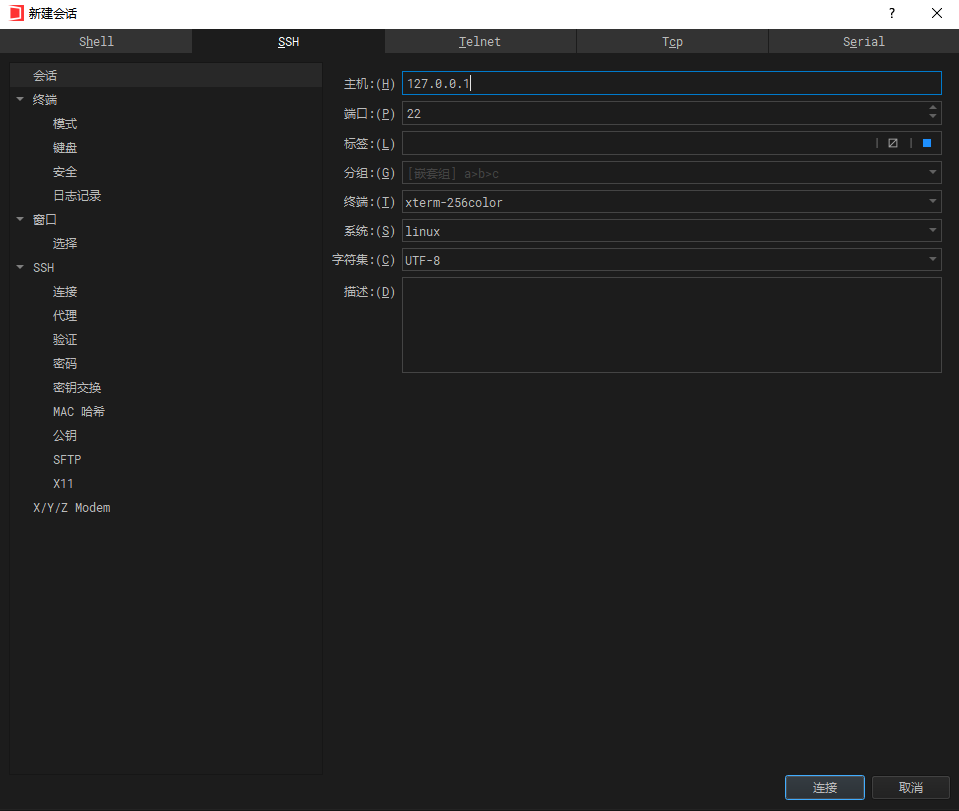 新建会话
?
Shell
SSH
Telnet
Tcp
Serial
会话
终端
模式
键盘
安全
日志记录
窗口
选择
SSH
连接
代理
验证
密码
密钥交换
MAC 哈希
公钥
SFTP
X11
X/Y/Z Modem
主机:(H) 127.0.0.1
端口:(P) 22
标签:(L)
分组:(G) [嵌套组] a>b>c
终端:(T) xterm-256color
系统:(S) linux
字符集:(C) UTF-8
描述:(D)
连接
取消